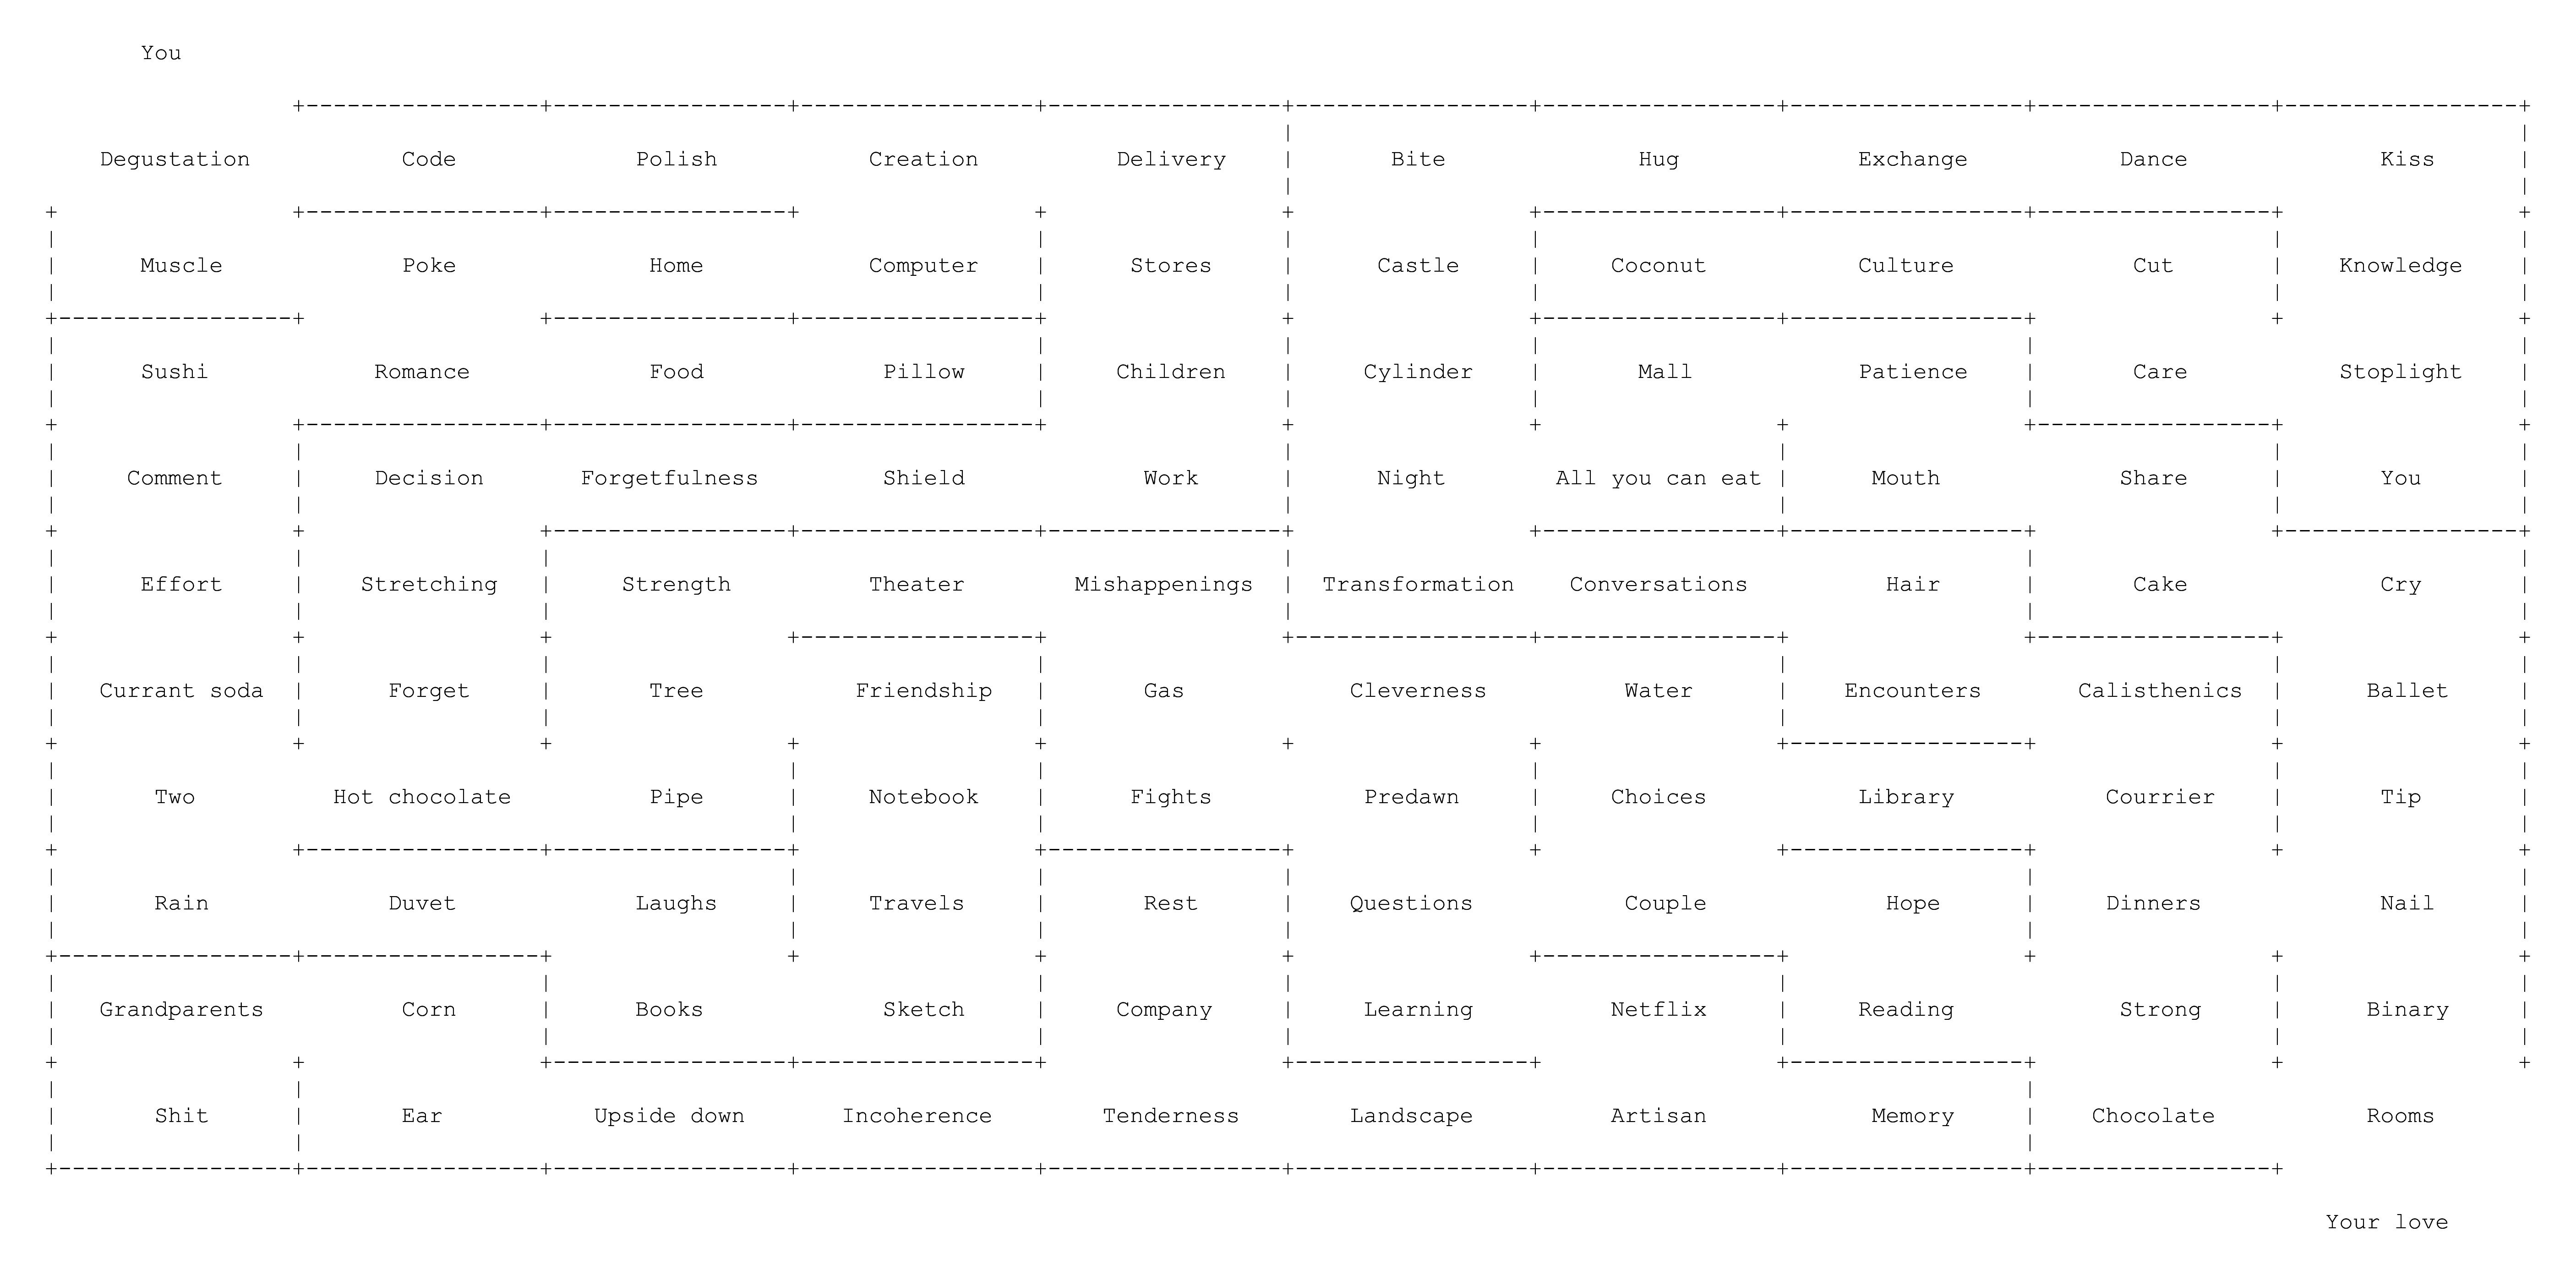 You
Degustation Code Polish Creation Delivery Bite Hug Exchange Dance Kiss
Muscle Poke Home Computer Stores Castle Coconut Culture Cut Knowledge
Sushi Romance Food Pillow Children Cylinder Mall Patience Care Stoplight
Comment Decision Forgetfulness Shield Work Night All you can eat Mouth Share You
Effort Stretching Strength Theater Mishappenings Transformation Conversations Hair Cake Cry
Currant soda Forget Tree Friendship Gas Cleverness Water Encounters Calisthenics Ballet
Two Hot chocolate Pipe Notebook Fights Predawn Choices Library Courrier Tip
Rain Duvet Laughs Travels Rest Questions Couple Hope Dinners Nail
Grandparents Corn Books Sketch Company Learning Netflix Reading Strong Binary
Shit Ear Upside down Incoherence Tenderness Landscape Artisan Memory Chocolate Rooms
Your love